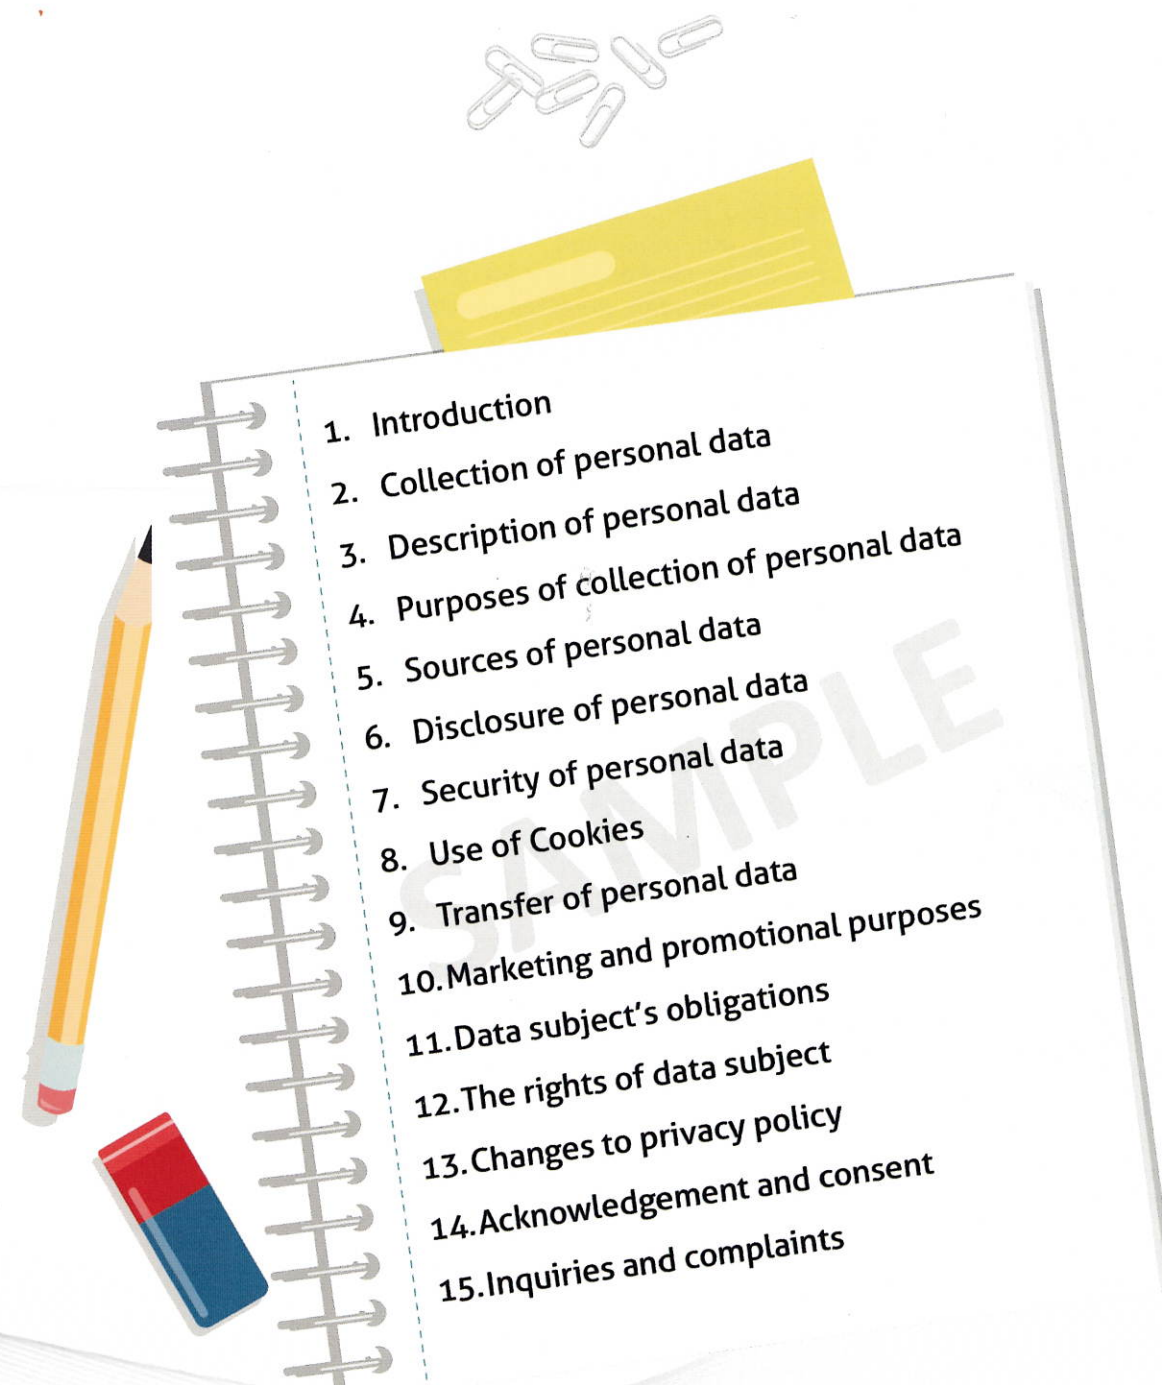 1. Introduction
2. Collection of personal data
3. Description of personal data
4. Purposes of collection of personal data
5. Sources of personal data
6. Disclosure of personal data
7. Security of personal data
8. Use of Cookies
9. Transfer of personal data
10.Marketing and promotional purposes
11.Data subject's obligations
12.The rights of data subject
13.Changes to privacy policy
14.Acknowledgement and consent
15.Inquiries and complaints
SAMPLE